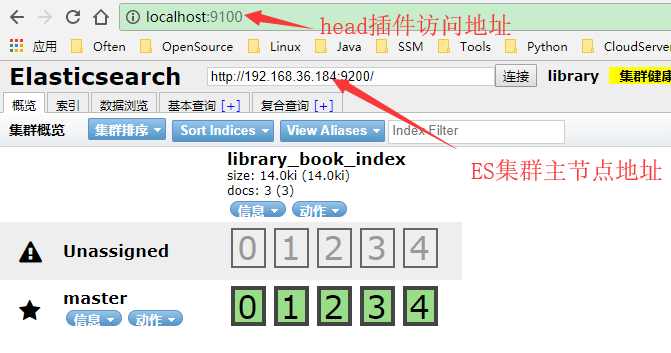 localhost:9100
head插件访问地址
应用 Often OpenSource Linux Java SSM Tools Python CloudServer
Elasticsearch http://192.168.36.184:9200/ 连接 library 集群健康
概览 索引 数据浏览 基本查询 [+] 复合查询 [+]
集群概览 集群排序 Sort Indices View Aliases Index Filter
ES集群主节点地址
library_book_index
size: 14.0ki (14.0ki)
docs: 3 (3)
信息 动作
Unassigned 0 1 2 3 4
master 0 1 2 3 4
信息 动作